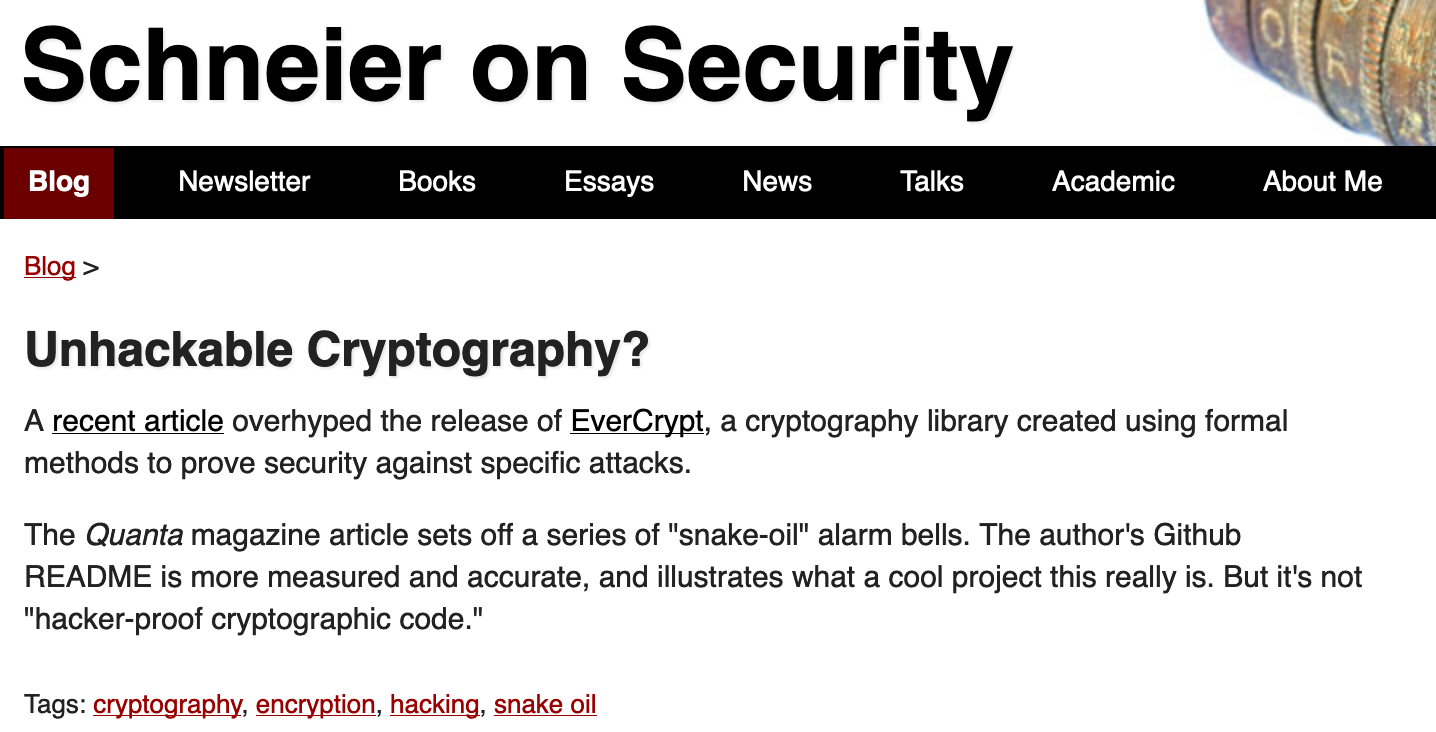 Schneier on Security
Blog Newsletter Books Essays News Talks Academic About Me
Blog >
Unhackable Cryptography?
A recent article overhyped the release of EverCrypt, a cryptography library created using formal
methods to prove security against specific attacks.
The Quanta magazine article sets off a series of "snake-oil" alarm bells. The author's Github
README is more measured and accurate, and illustrates what a cool project this really is. But it's not
"hacker-proof cryptographic code."
Tags: cryptography, encryption, hacking, snake oil